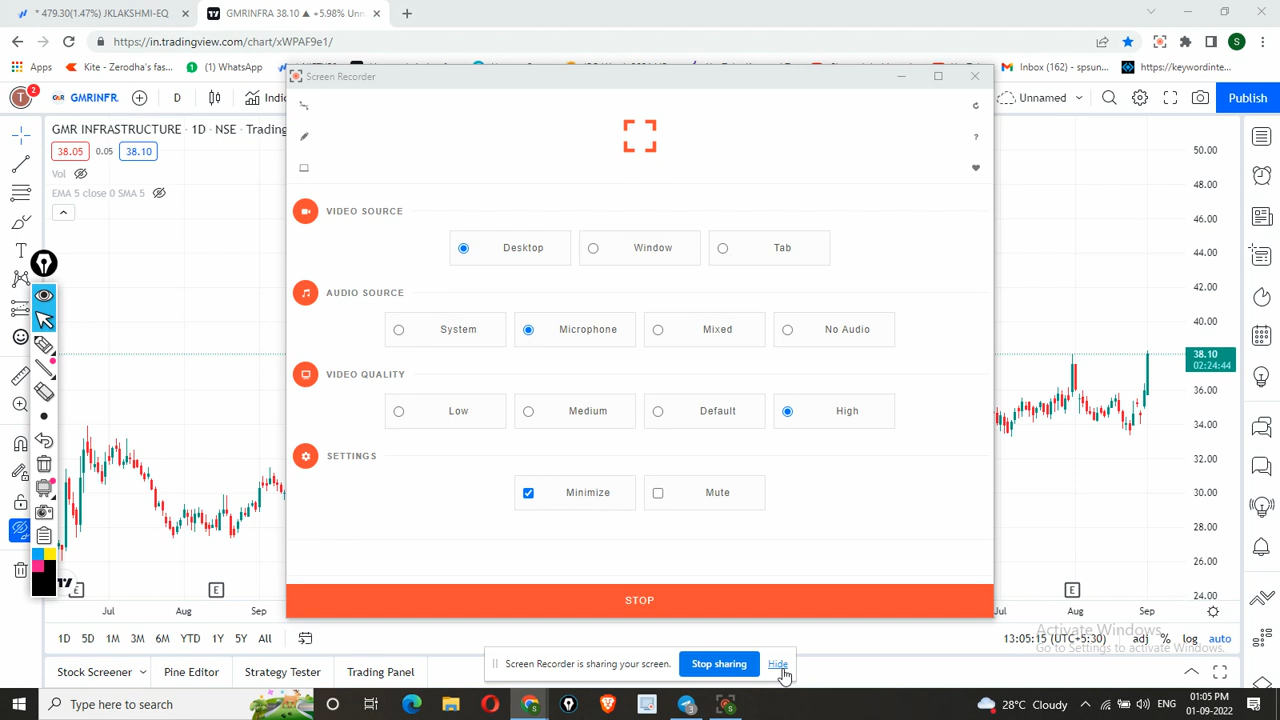 * 479.30(1.47%) JKLAKSHMI-EQ
GMRINFRA 38.10 ▲ +5.98% Unn
https://in.tradingview.com/chart/xWPAF9e1/
S
Apps
Kite - Zerodha's fas...
(1) WhatsApp
Inbox (162) - spsun...
https://keywordinte...
Screen Recorder
T
2
GMRINFR.
D
Indi
Unnamed
Publish
GMR INFRASTRUCTURE · 1D · NSE · Trading
38.05
0.05
38.10
Vol
EMA 5 close 0 SMA 5
?
VIDEO SOURCE
Desktop
Window
Tab
AUDIO SOURCE
System
Microphone
Mixed
No Audio
VIDEO QUALITY
Low
Medium
Default
High
SETTINGS
Minimize
Mute
STOP
50.00
48.00
46.00
44.00
42.00
40.00
38.10
02:24:44
36.00
34.00
32.00
30.00
28.00
26.00
24.00
E
E
E
Jul
Aug
Sep
Jul
Aug
Sep
1D
5D
1M
3M
6M
YTD
1Y
5Y
All
13:05:15 (UTC+5:30)
adj
%
log
auto
Activate Windows
Go to Settings to activate Windows.
Screen Recorder is sharing your screen.
Stop sharing
Hide
Stock Screener
Pine Editor
Strategy Tester
Trading Panel
Type here to search
3
28°C Cloudy
ENG
01:05 PM
01-09-2022